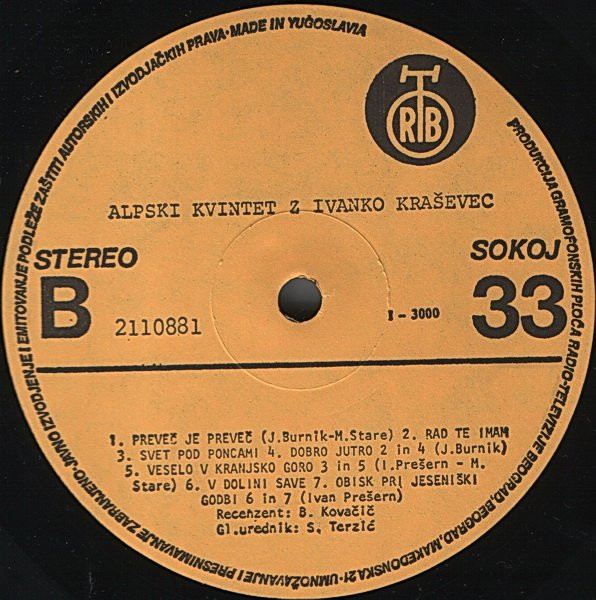 PRODUKCIJA GRAMOFONSKIH PLOČA RADIO-TELEVIZIJE BEOGRAD, BEOGRAD, MAKEDONSKA 21 · UMNOŽAVANJE I PRESNIMAVANJE ZABRANJENO · JAVNO IZVODJENJE I EMITOVANJE PODLEŽE ZAŠTITI AUTORSKIH I IZVODJAČKIH PRAVA · MADE IN YUGOSLAVIA
RTB
ALPSKI KVINTET Z IVANKO KRAŠEVEC
STEREO
SOKOJ
B
2110881
I - 3000
33
1. PREVEČ JE PREVEČ (J.Burnik-M.Stare) 2. RAD TE IMAM
3. SVET POD PONCAMI 4. DOBRO JUTRO 2 in 4 (J.Burnik)
5. VESELO V KRANJSKO GORO 3 in 5 (I.Prešern - M.
Stare) 6. V DOLINI SAVE 7. OBISK PRI JESENIŠKI
GODBI 6 in 7 (Ivan Prešern)
Recenzent: B. Kovačič
Gl.urednik: S. Terzić